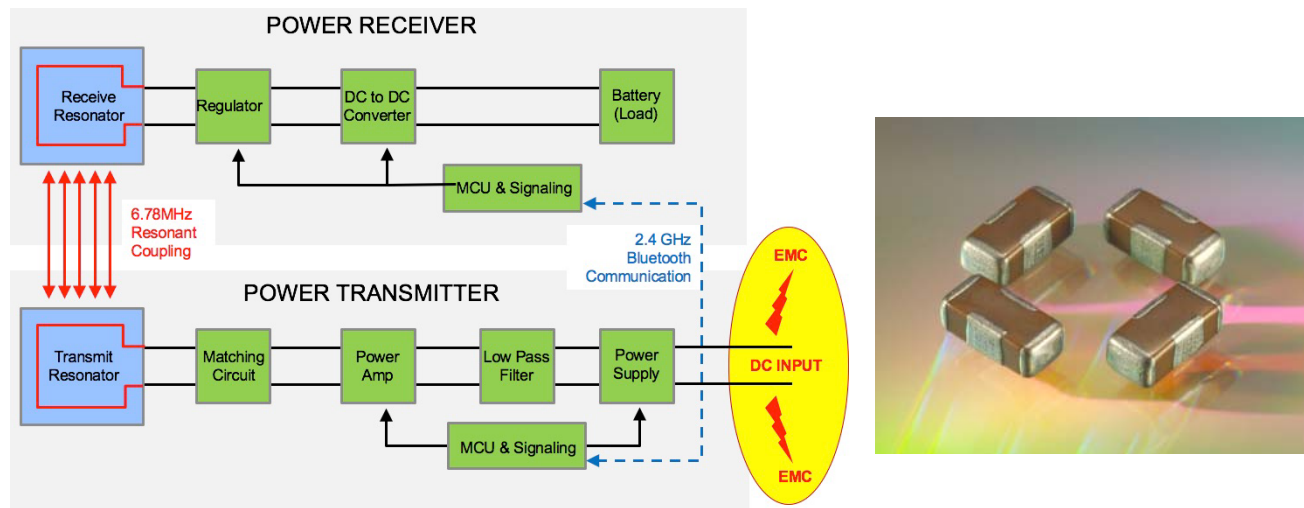 POWER RECEIVER
Receive
Resonator
Regulator
DC to DC
Converter
Battery
(Load)
MCU & Signaling
6.78MHz
Resonant
Coupling
2.4 GHz
Bluetooth
Communication
EMC
POWER TRANSMITTER
Transmit
Resonator
Matching
Circuit
Power
Amp
Low Pass
Filter
Power
Supply
DC INPUT
MCU & Signaling
EMC